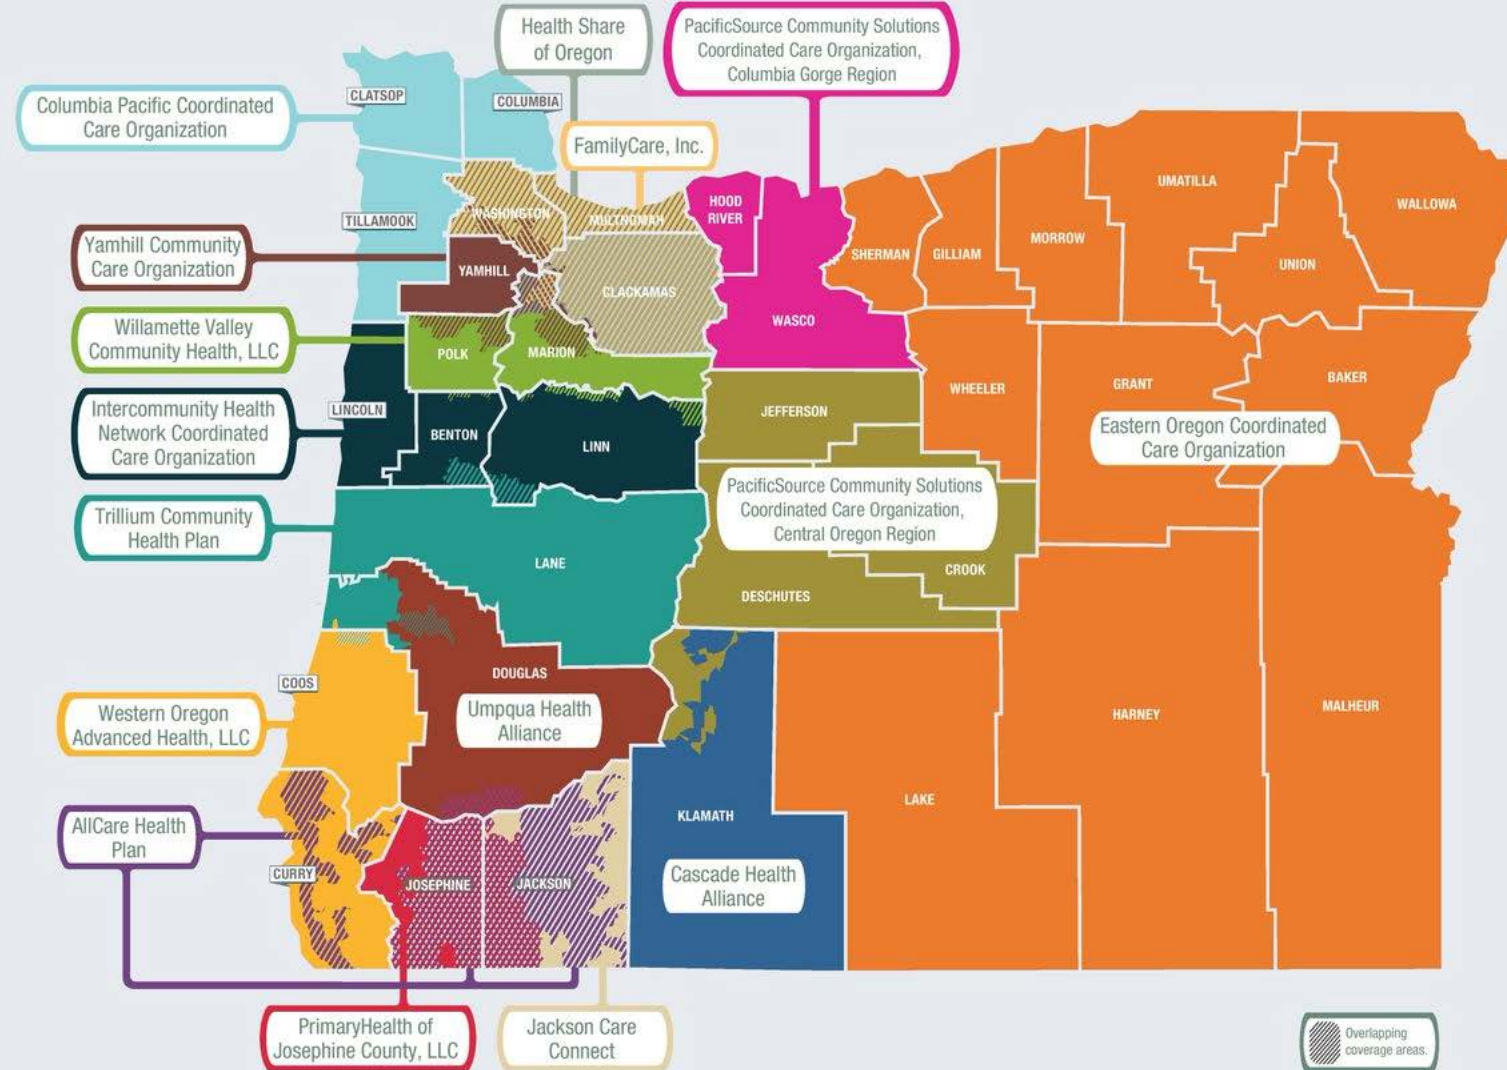 Health Share
of Oregon
PacificSource Community Solutions
Coordinated Care Organization,
Columbia Gorge Region
Columbia Pacific Coordinated
Care Organization
CLATSOP
COLUMBIA
FamilyCare, Inc.
TILLAMOOK
WASHINGTON
MULTNOMAH
HOOD
RIVER
SHERMAN
GILLIAM
MORROW
UMATILLA
UNION
WALLOWA
Yamhill Community
Care Organization
YAMHILL
CLACKAMAS
WASCO
Willamette Valley
Community Health, LLC
POLK
MARION
JEFFERSON
WHEELER
GRANT
BAKER
Intercommunity Health
Network Coordinated
Care Organization
LINCOLN
BENTON
LINN
Eastern Oregon Coordinated
Care Organization
PacificSource Community Solutions
Coordinated Care Organization,
Central Oregon Region
Trillium Community
Health Plan
LANE
CROOK
DESCHUTES
COOS
DOUGLAS
Western Oregon
Advanced Health, LLC
Umpqua Health
Alliance
HARNEY
MALHEUR
LAKE
KLAMATH
AllCare Health
Plan
CURRY
JOSEPHINE
JACKSON
Cascade Health
Alliance
PrimaryHealth of
Josephine County, LLC
Jackson Care
Connect
Overlapping
coverage areas.